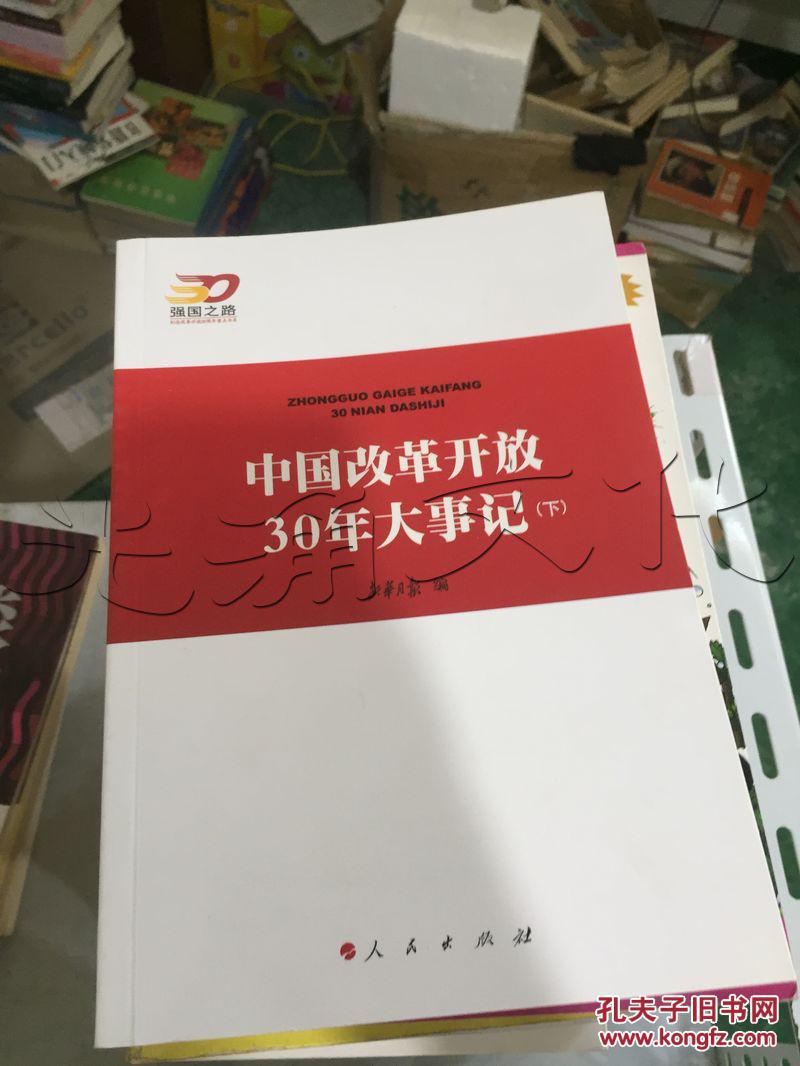 强国之路
ZHONGGUO GAIGE KAIFANG
30 NIAN DASHIJI
中国改革开放
30年大事记(下)
新华月报 编
人民出版社
孔夫子旧书网
www.kongfz.com